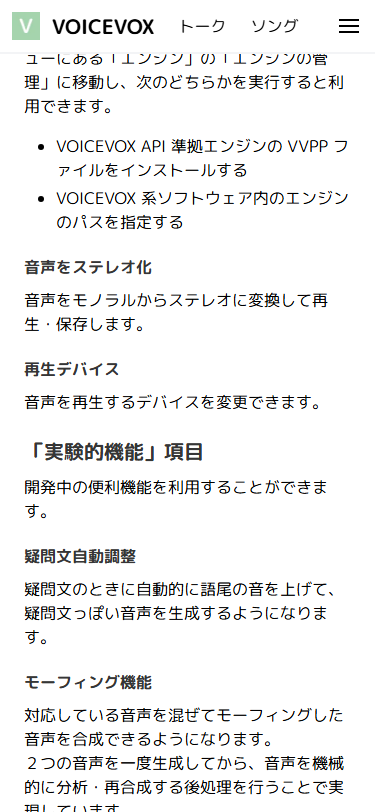 V VOICEVOX トーク ソング
ューにある「エンジン」の「エンジンの管
理」に移動し、次のどちらかを実行すると利
用できます。
• VOICEVOX API 準拠エンジンの VVPP フ
ァイルをインストールする
• VOICEVOX 系ソフトウェア内のエンジン
のパスを指定する
音声をステレオ化
音声をモノラルからステレオに変換して再
生・保存します。
再生デバイス
音声を再生するデバイスを変更できます。
「実験的機能」項目
開発中の便利機能を利用することができま
す。
疑問文自動調整
疑問文のときに自動的に語尾の音を上げて、
疑問文っぽい音声を生成するようになりま
す。
モーフィング機能
対応している音声を混ぜてモーフィングした
音声を合成できるようになります。
２つの音声を一度生成してから、音声を機械
的に分析・再合成する後処理を行うことで実
現しています